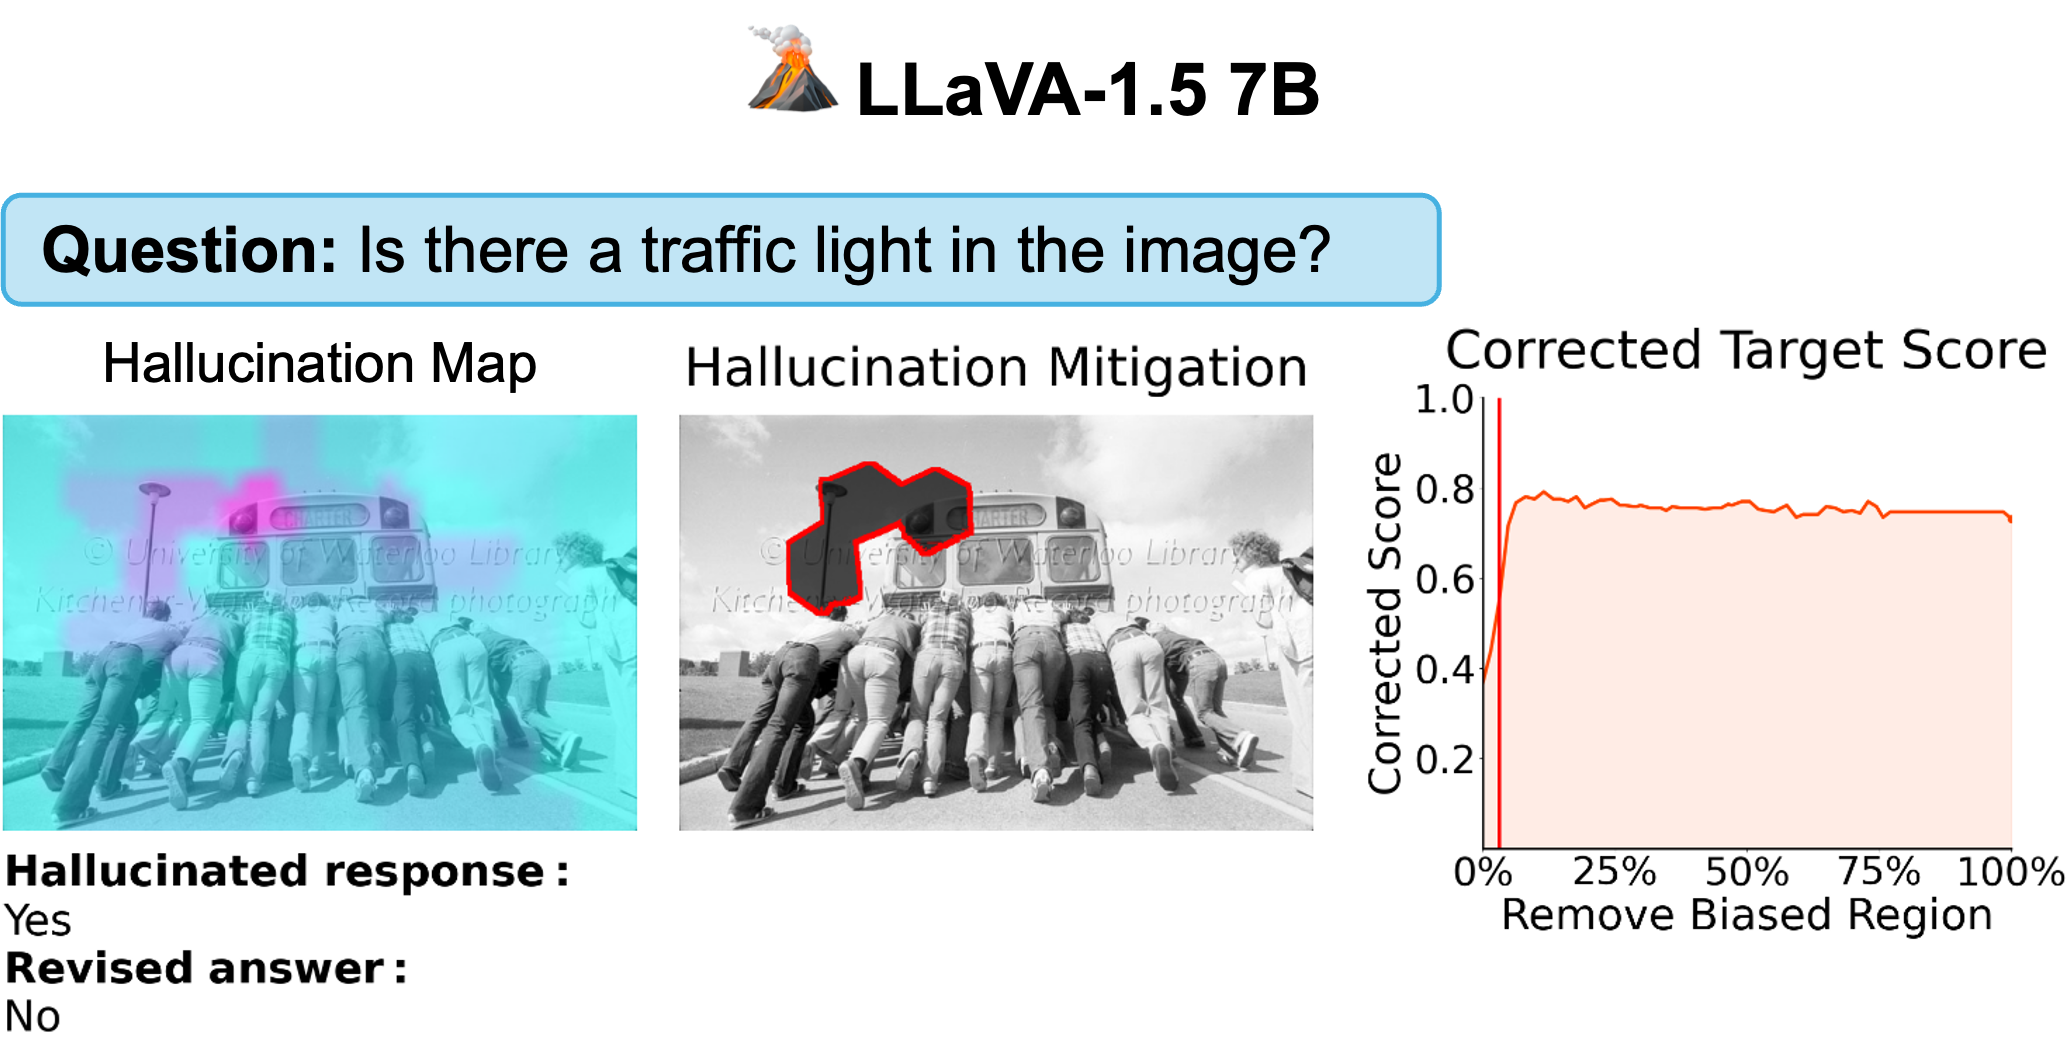 LLaVA-1.5 7B
Question: Is there a traffic light in the image?
Hallucination Map
Hallucination Mitigation
Corrected Target Score
CHARTER
© University of Waterloo Library
Kitchener-Waterloo Record photograph
CHARTER
© University of Waterloo Library
Kitchener-Waterloo Record photograph
Corrected Score
1.0
0.8
0.6
0.4
0.2
0% 25% 50% 75% 100%
Remove Biased Region
Hallucinated response:
Yes
Revised answer:
No